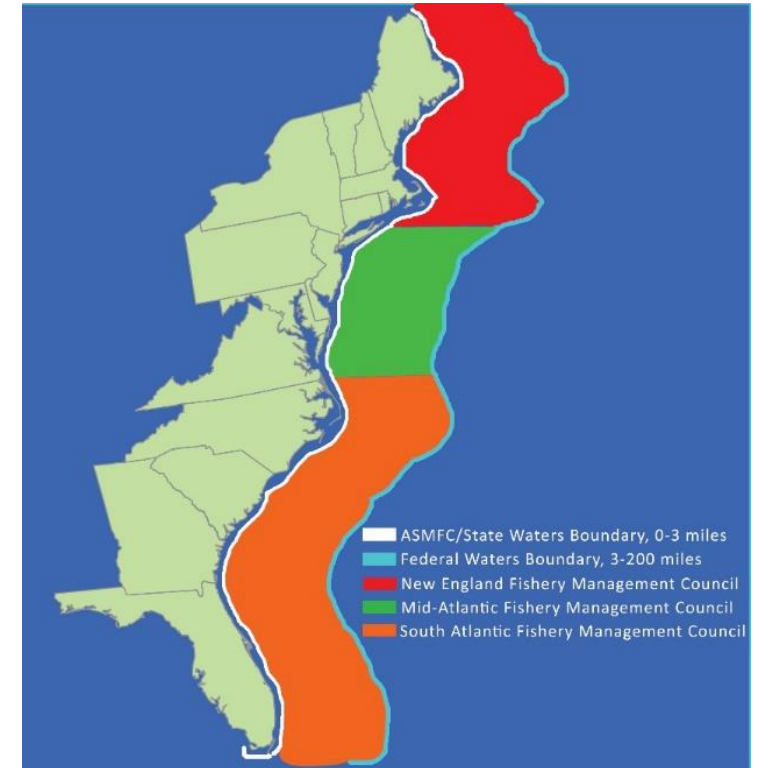 ASMFC/State Waters Boundary, 0-3 miles
Federal Waters Boundary, 3-200 miles
New England Fishery Management Council
Mid-Atlantic Fishery Management Council
South Atlantic Fishery Management Council